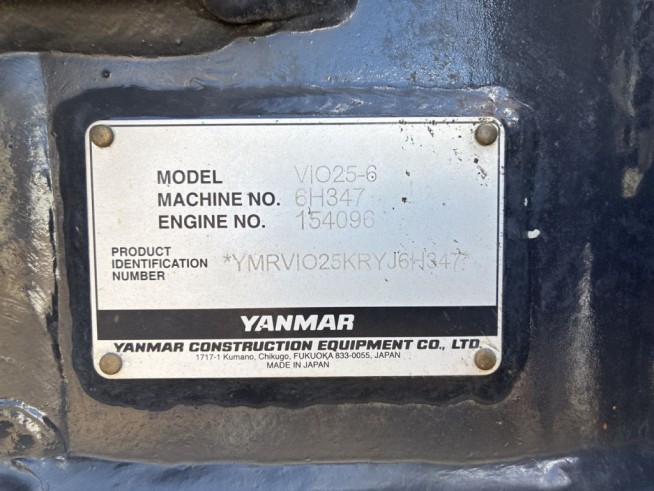 MODEL VIO25-6
MACHINE NO. 6H347
ENGINE NO. 154096
PRODUCT
IDENTIFICATION *YMRVIO25KRYJ6H347*
NUMBER
YANMAR
YANMAR CONSTRUCTION EQUIPMENT CO., LTD.
1717-1 Kumano, Chikugo, FUKUOKA 833-0055, JAPAN
MADE IN JAPAN